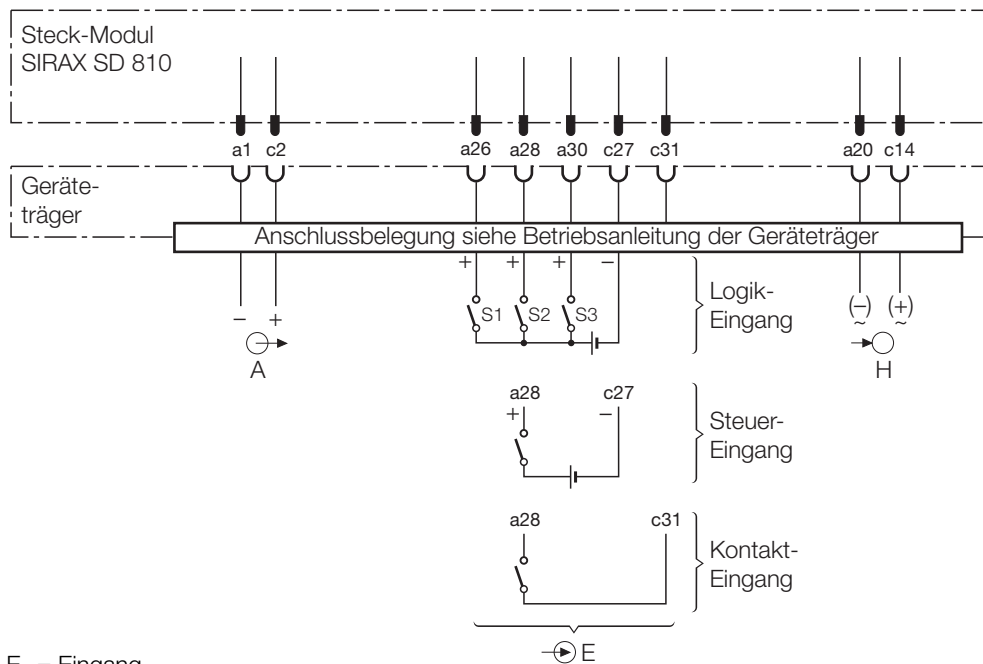 Steck-Modul
SIRAX SD 810
a1 c2 a26 a28 a30 c27 c31 a20 c14
Geräte-
träger
Anschlussbelegung siehe Betriebsanleitung der Geräteträger
+ + + −
S1 S2 S3
Logik-
Eingang
− +
A
(−) (+)
~ ~
H
a28 c27
+ −
Steuer-
Eingang
a28 c31
Kontakt-
Eingang
E
E = Eingang